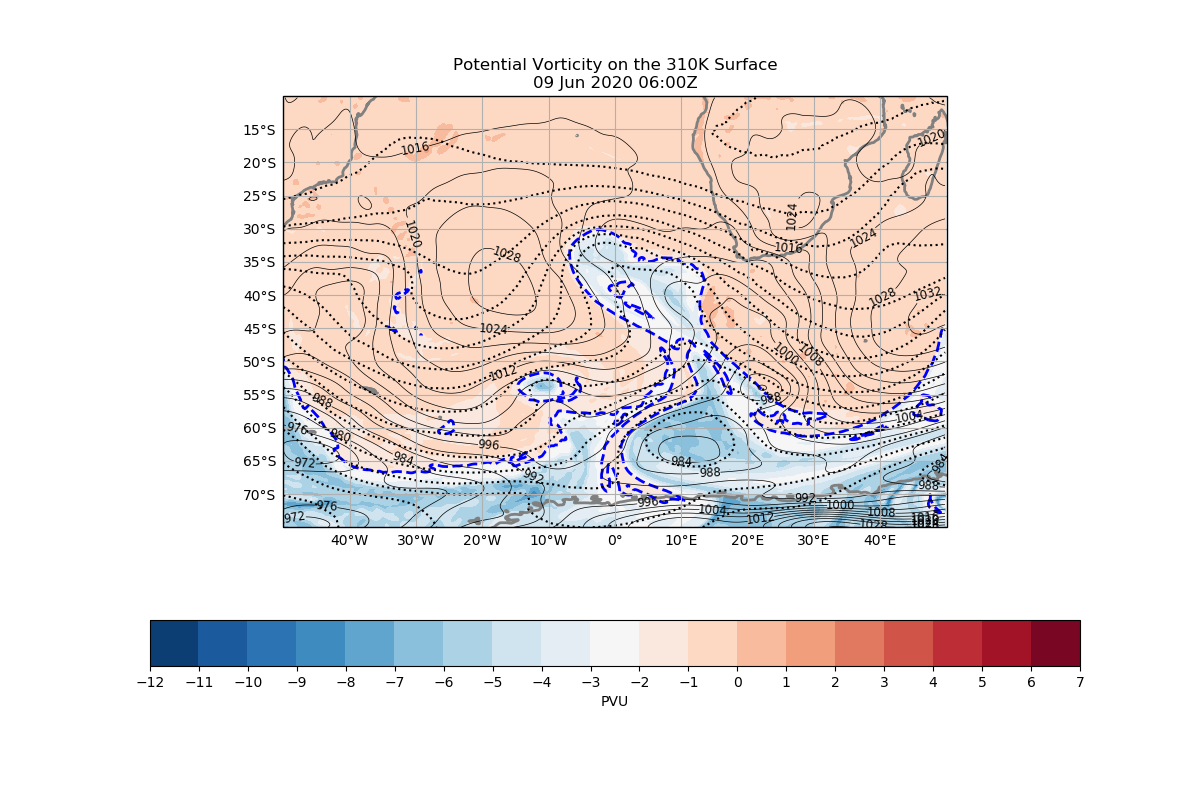 Potential Vorticity on the 310K Surface
09 Jun 2020 06:00Z
15°S
20°S
25°S
30°S
35°S
40°S
45°S
50°S
55°S
60°S
65°S
70°S
1016
1020
1020
1028
1024
1016
1024
1028
1032
1024
1012
1000
1008
988
988
1004
976
980
972
984
996
992
984
988
984
988
976
972
996
1004
1012
992
1000
1008
1028
40°W
30°W
20°W
10°W
0°
10°E
20°E
30°E
40°E
−12
−11
−10
−9
−8
−7
−6
−5
−4
−3
−2
−1
0
1
2
3
4
5
6
7
PVU